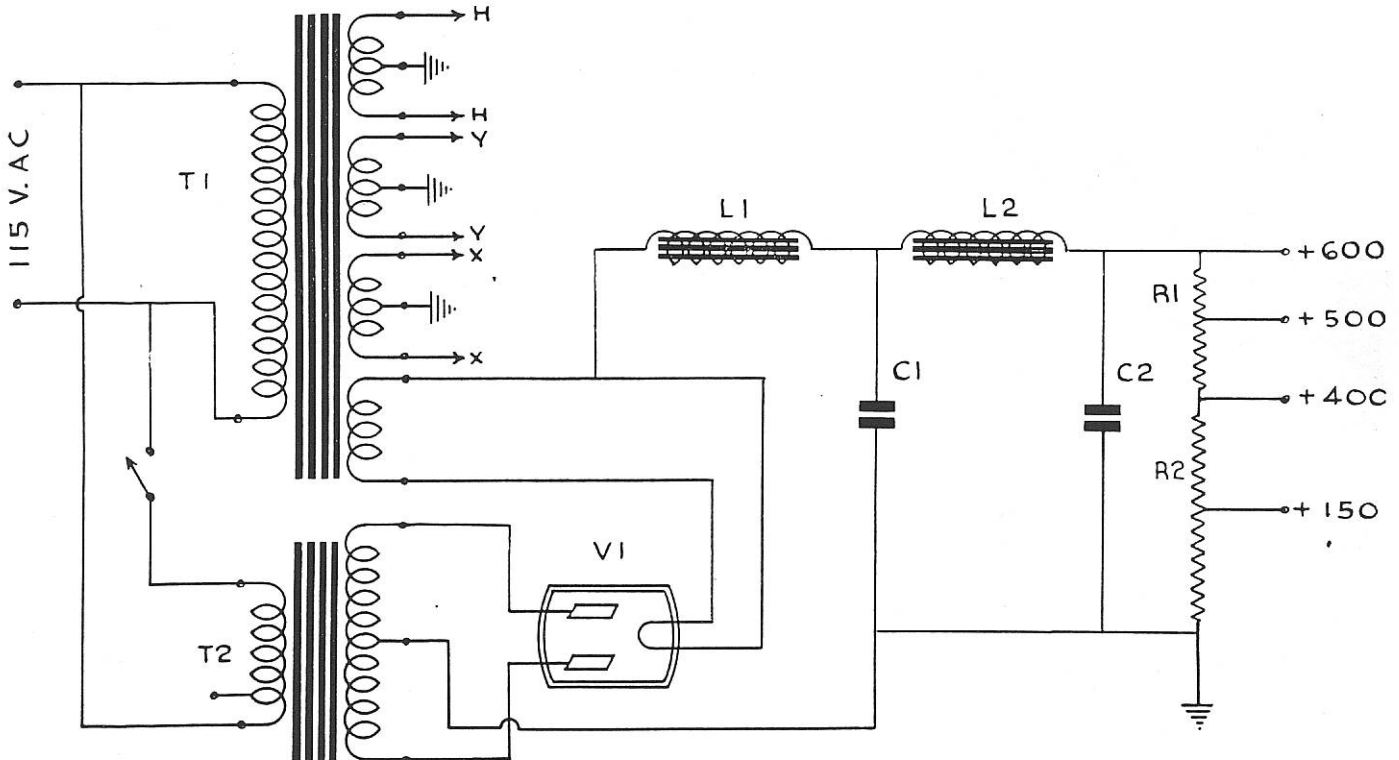 115 V. AC
T1
H
H
Y
Y
X
X
L1
L2
+600
R1
+500
C1
C2
+400
R2
+150
V1
T2